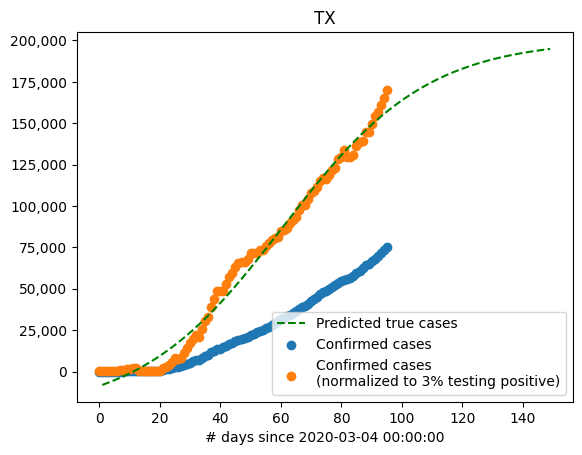 TX
200,000
175,000
150,000
125,000
100,000
75,000
50,000
25,000
0
Predicted true cases
Confirmed cases
Confirmed cases
(normalized to 3% testing positive)
0 20 40 60 80 100 120 140
# days since 2020-03-04 00:00:00